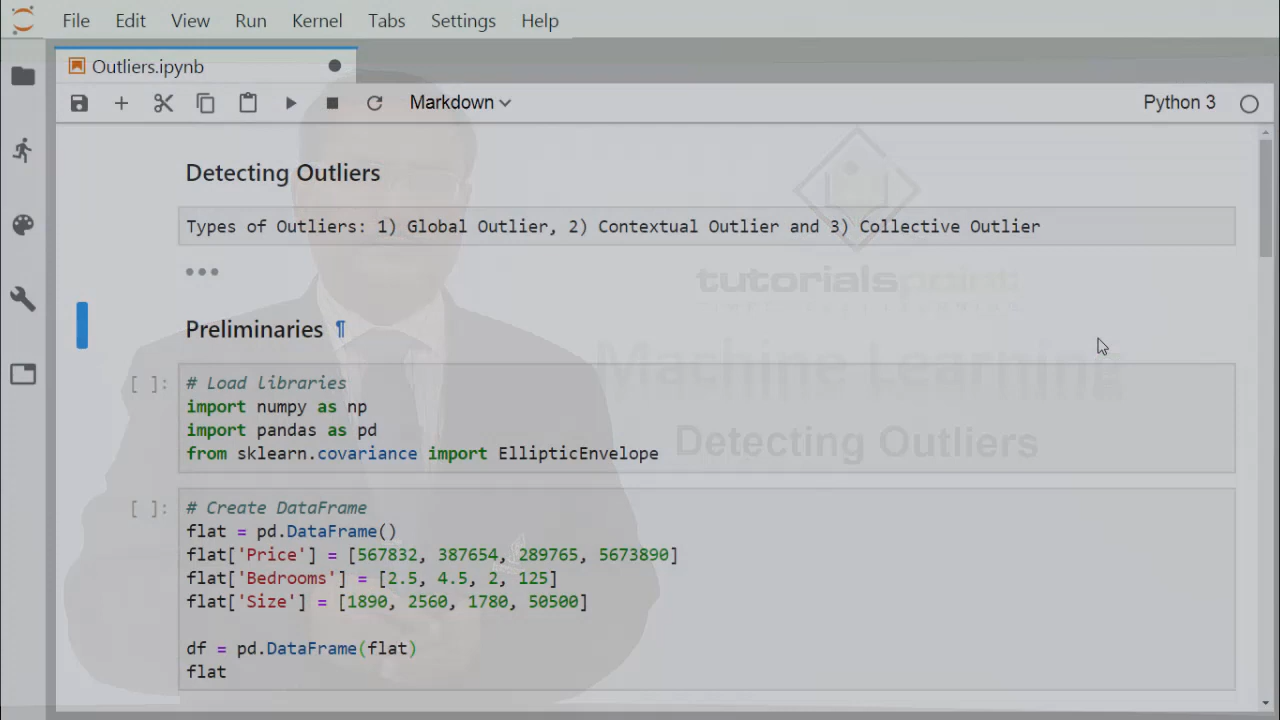 File Edit View Run Kernel Tabs Settings Help
Outliers.ipynb
Markdown Python 3
Detecting Outliers
Types of Outliers: 1) Global Outlier, 2) Contextual Outlier and 3) Collective Outlier
tutorialspoint
Preliminaries ¶
Machine Learning
Detecting Outliers
[ ]: # Load libraries
import numpy as np
import pandas as pd
from sklearn.covariance import EllipticEnvelope
[ ]: # Create DataFrame
flat = pd.DataFrame()
flat['Price'] = [567832, 387654, 289765, 5673890]
flat['Bedrooms'] = [2.5, 4.5, 2, 125]
flat['Size'] = [1890, 2560, 1780, 50500]
df = pd.DataFrame(flat)
flat